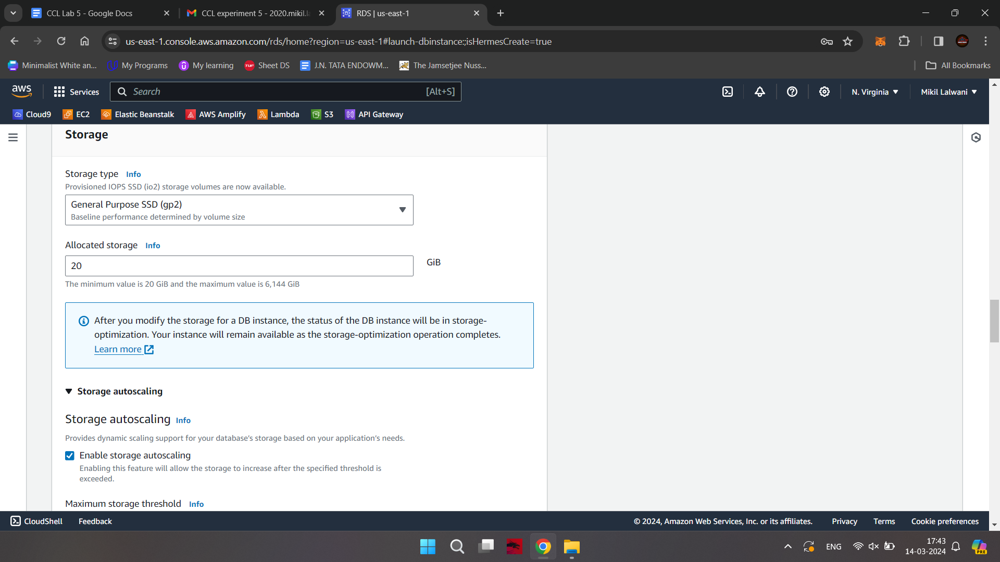 CCL Lab 5 - Google Docs
CCL experiment 5 - 2020.mikil.la
RDS | us-east-1
us-east-1.console.aws.amazon.com/rds/home?region=us-east-1#launch-dbinstance:;isHermesCreate=true
Minimalist White an...
My Programs
My learning
Sheet DS
J.N. TATA ENDOWM...
The Jamsetjee Nuss...
All Bookmarks
aws
Services
Search
[Alt+S]
N. Virginia
Mikil Lalwani
Cloud9
EC2
Elastic Beanstalk
AWS Amplify
Lambda
S3
API Gateway
Storage
Storage type Info
Provisioned IOPS SSD (io2) storage volumes are now available.
General Purpose SSD (gp2)
Baseline performance determined by volume size
Allocated storage Info
20
GiB
The minimum value is 20 GiB and the maximum value is 6,144 GiB
After you modify the storage for a DB instance, the status of the DB instance will be in storage-
optimization. Your instance will remain available as the storage-optimization operation completes.
Learn more
Storage autoscaling
Storage autoscaling Info
Provides dynamic scaling support for your database’s storage based on your application’s needs.
Enable storage autoscaling
Enabling this feature will allow the storage to increase after the specified threshold is
exceeded.
Maximum storage threshold Info
CloudShell
Feedback
© 2024, Amazon Web Services, Inc. or its affiliates.
Privacy
Terms
Cookie preferences
ENG
17:43
14-03-2024
PRE